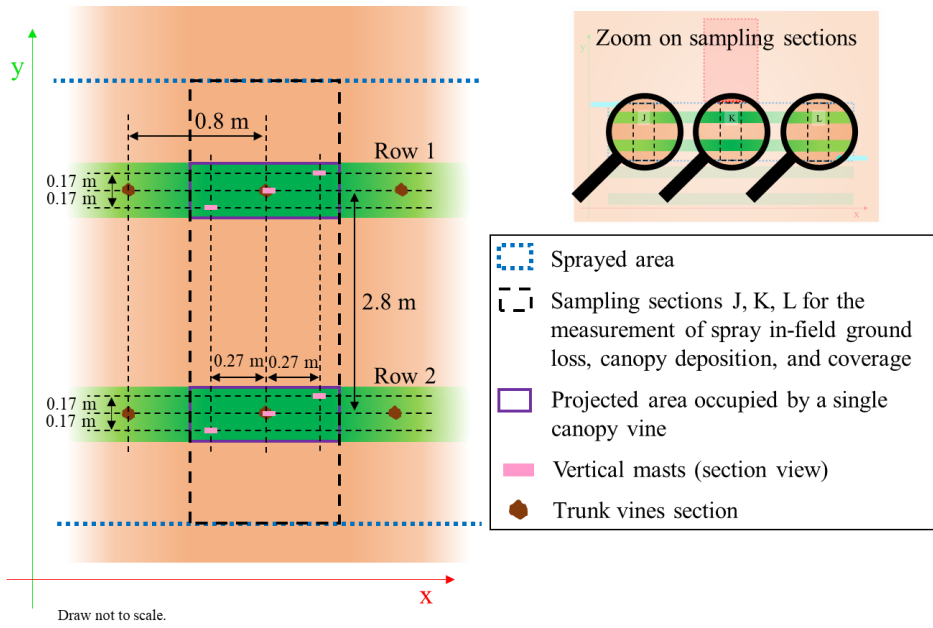 y
0.8 m
Row 1
0.17 m
0.17 m
2.8 m
0.27 m
0.27 m
Row 2
0.17 m
0.17 m
x
Draw not to scale.
Zoom on sampling sections
y
J
K
L
x
Sprayed area
Sampling sections J, K, L for the
measurement of spray in-field ground
loss, canopy deposition, and coverage
Projected area occupied by a single
canopy vine
Vertical masts (section view)
Trunk vines section